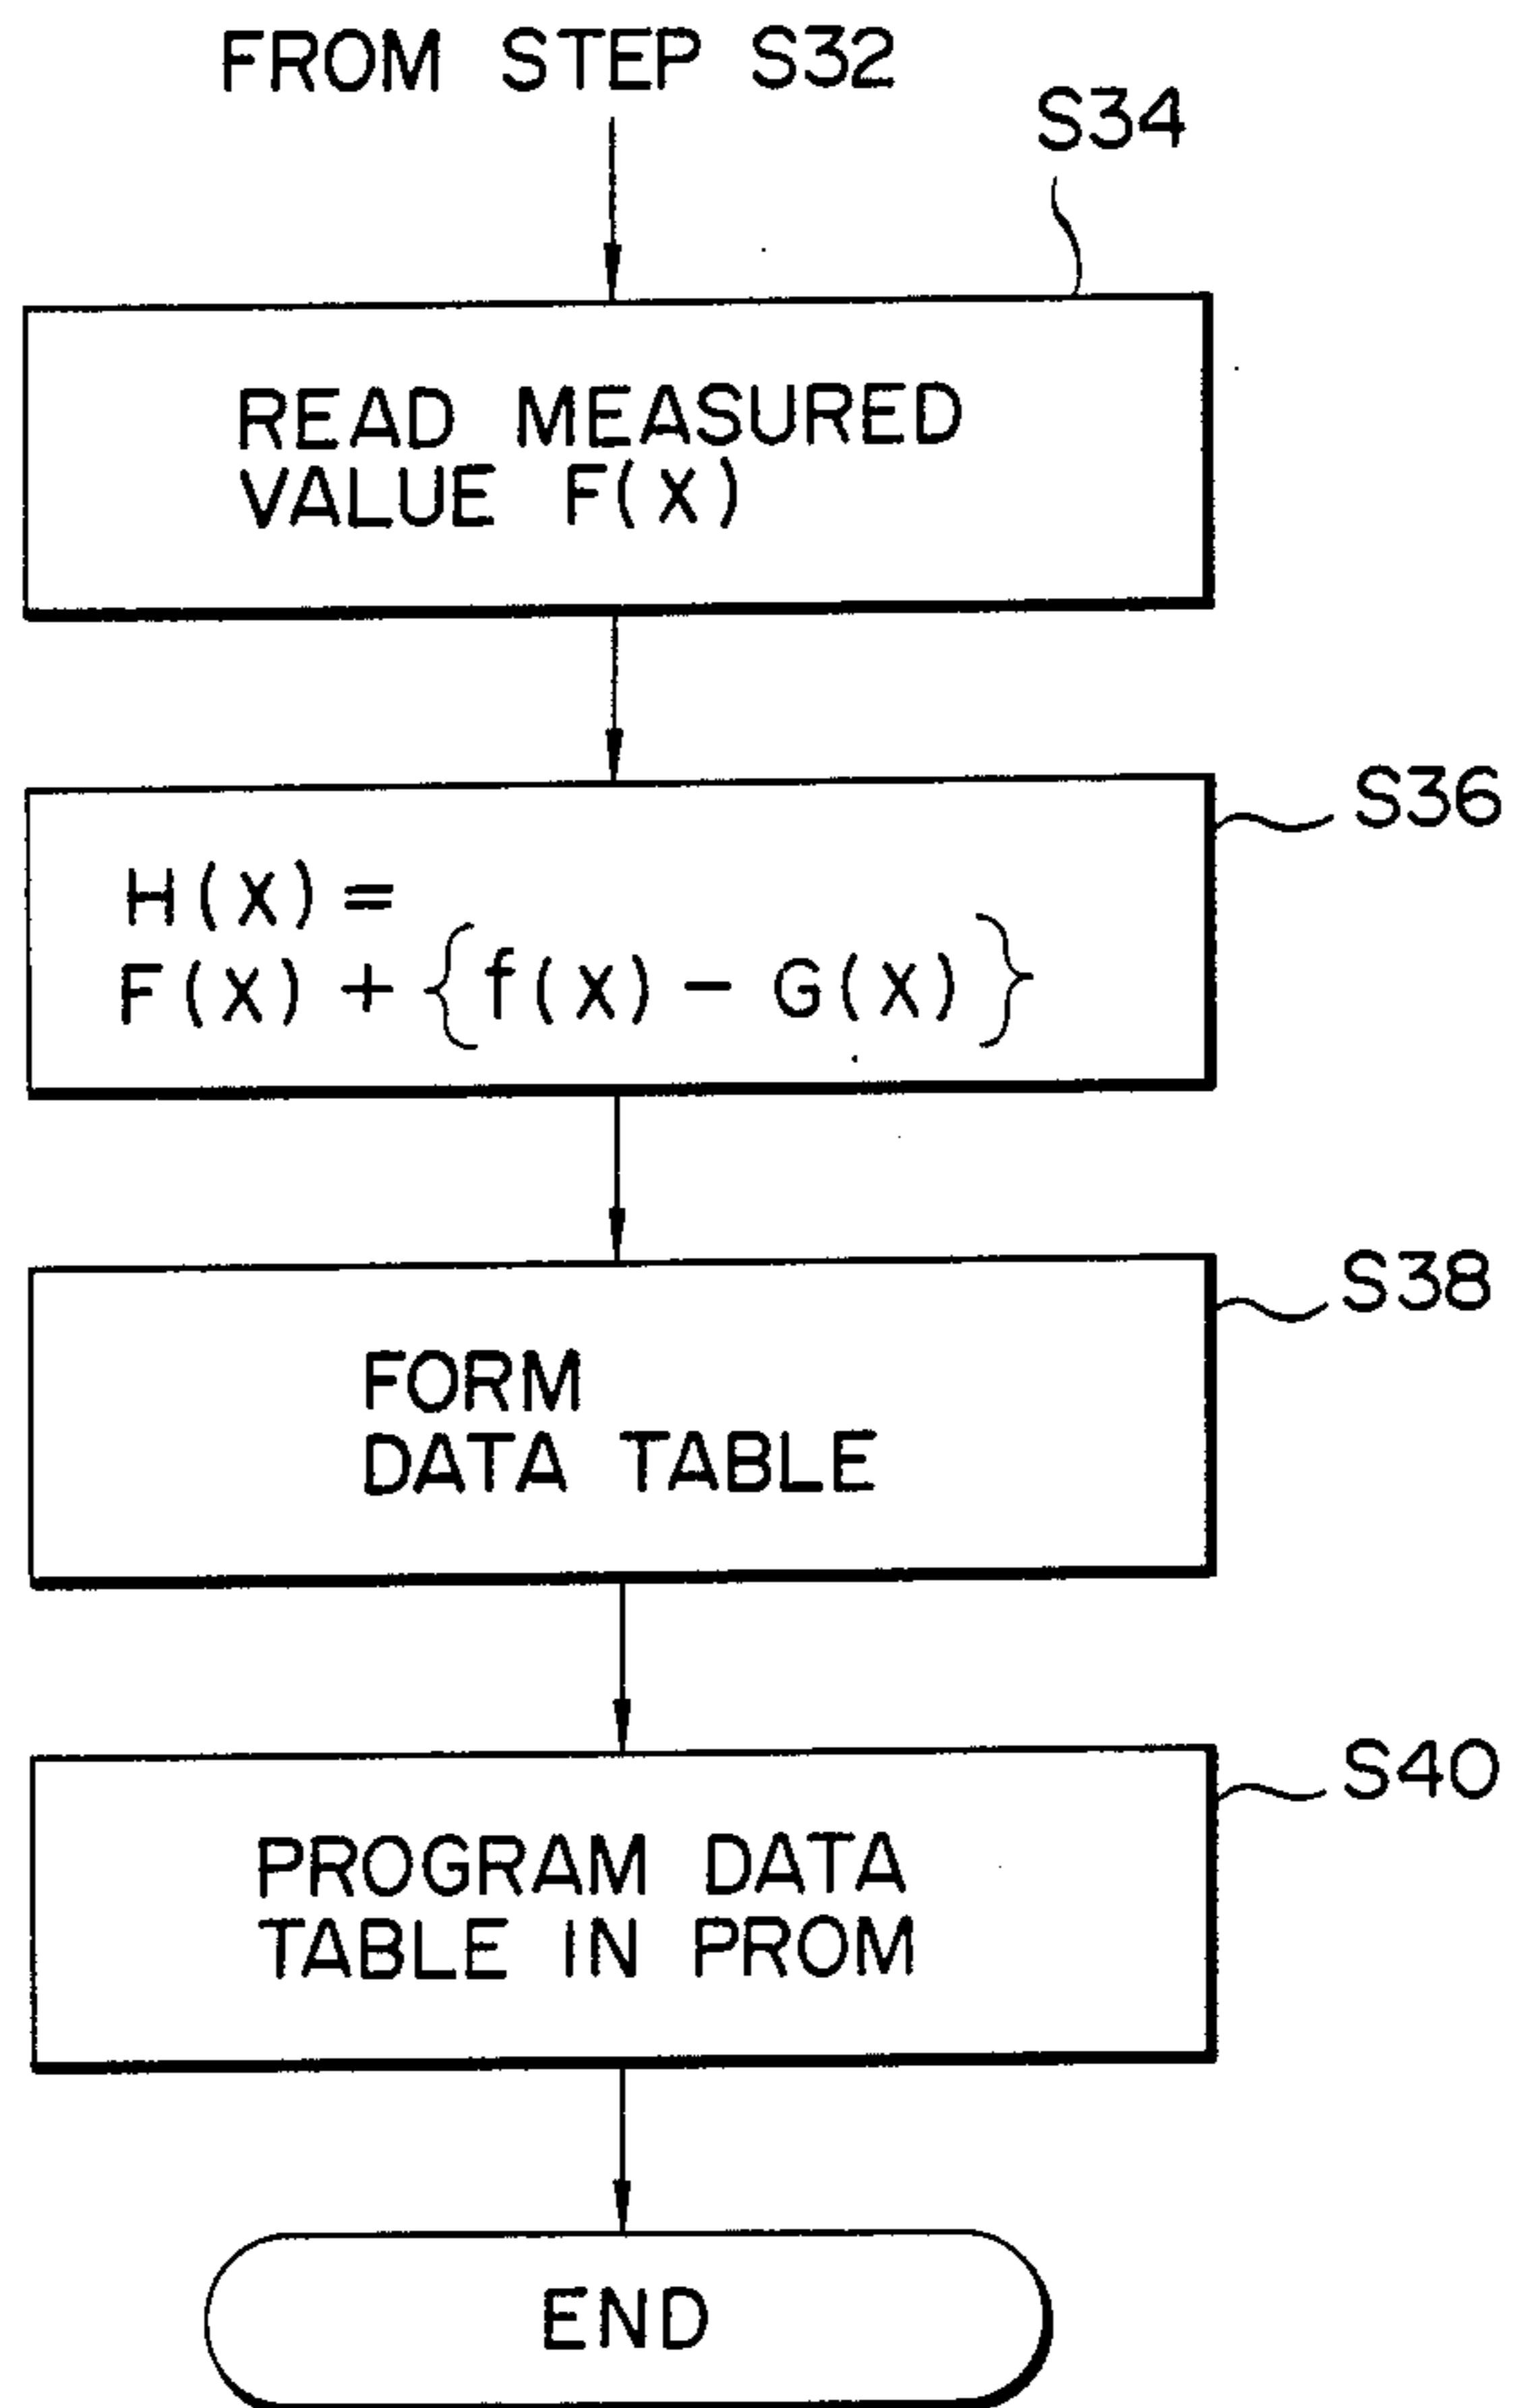 FROM STEP S32
S34
READ MEASURED
VALUE F(X)
S36
H(X)=
F(X)+{f(X)-G(X)}
S38
FORM
DATA TABLE
S40
PROGRAM DATA
TABLE IN PROM
END